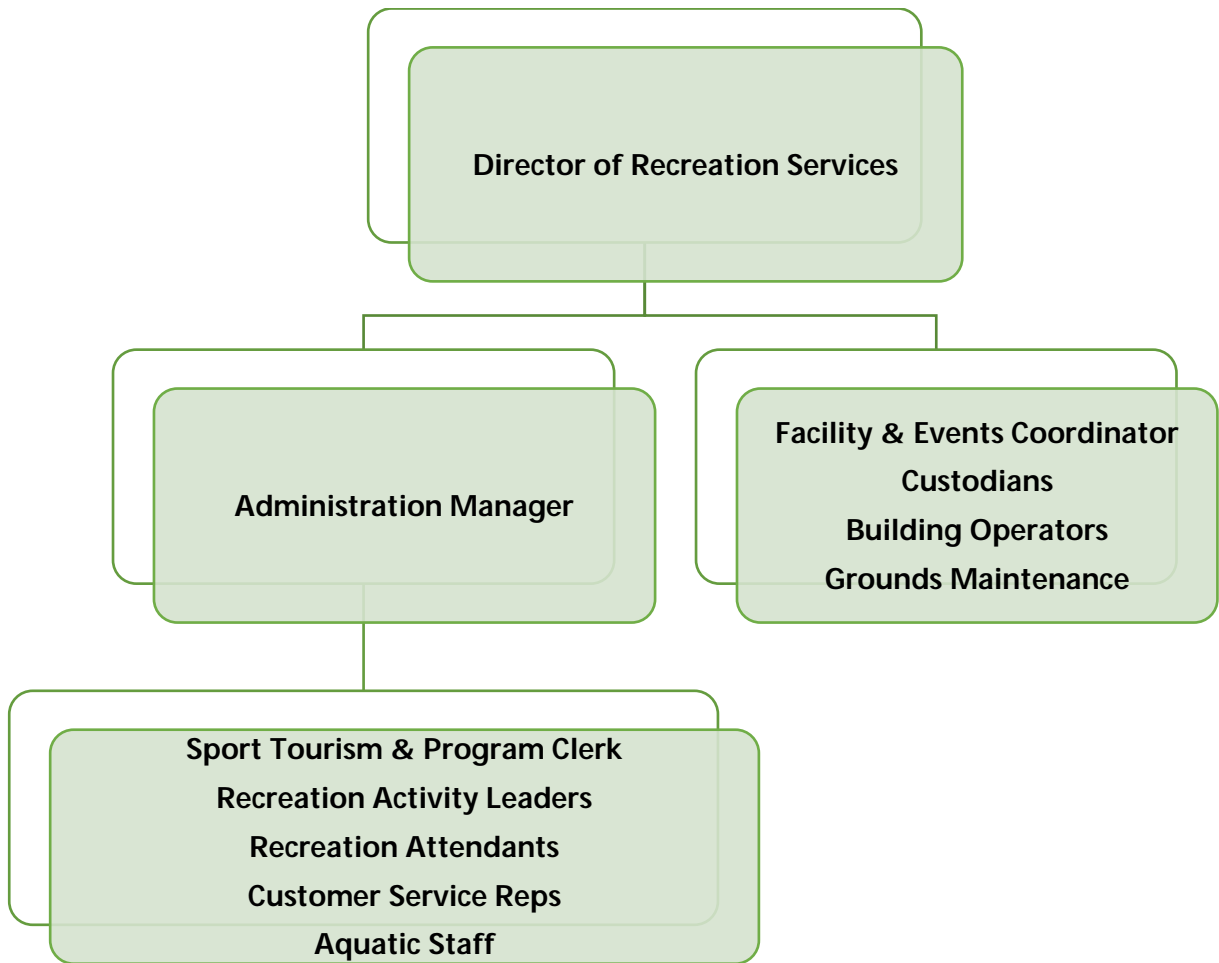 Director of Recreation Services
Administration Manager
Facility & Events Coordinator
Custodians
Building Operators
Grounds Maintenance
Sport Tourism & Program Clerk
Recreation Activity Leaders
Recreation Attendants
Customer Service Reps
Aquatic Staff